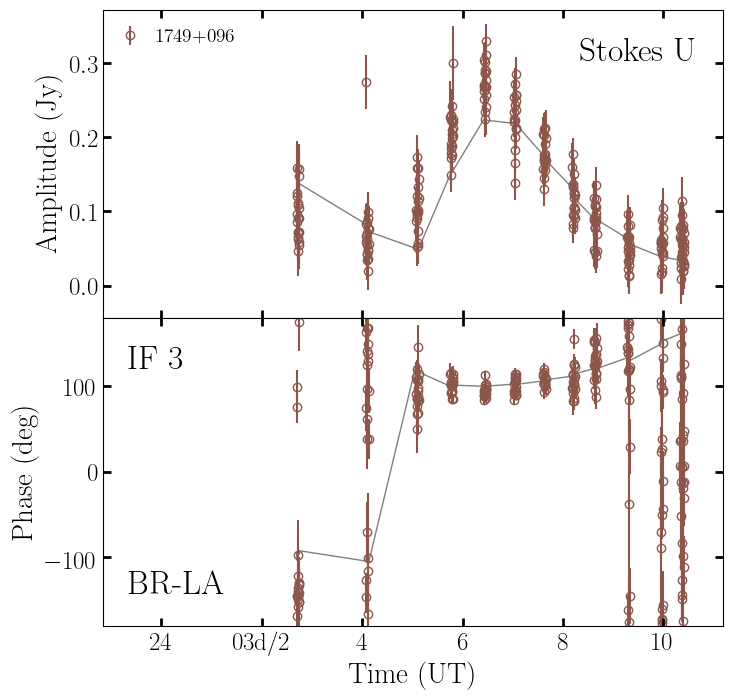 1749+096
Stokes U
Amplitude (Jy)
0.3
0.2
0.1
0.0
IF 3
BR-LA
Phase (deg)
100
0
−100
24 03d/2 4 6 8 10
Time (UT)